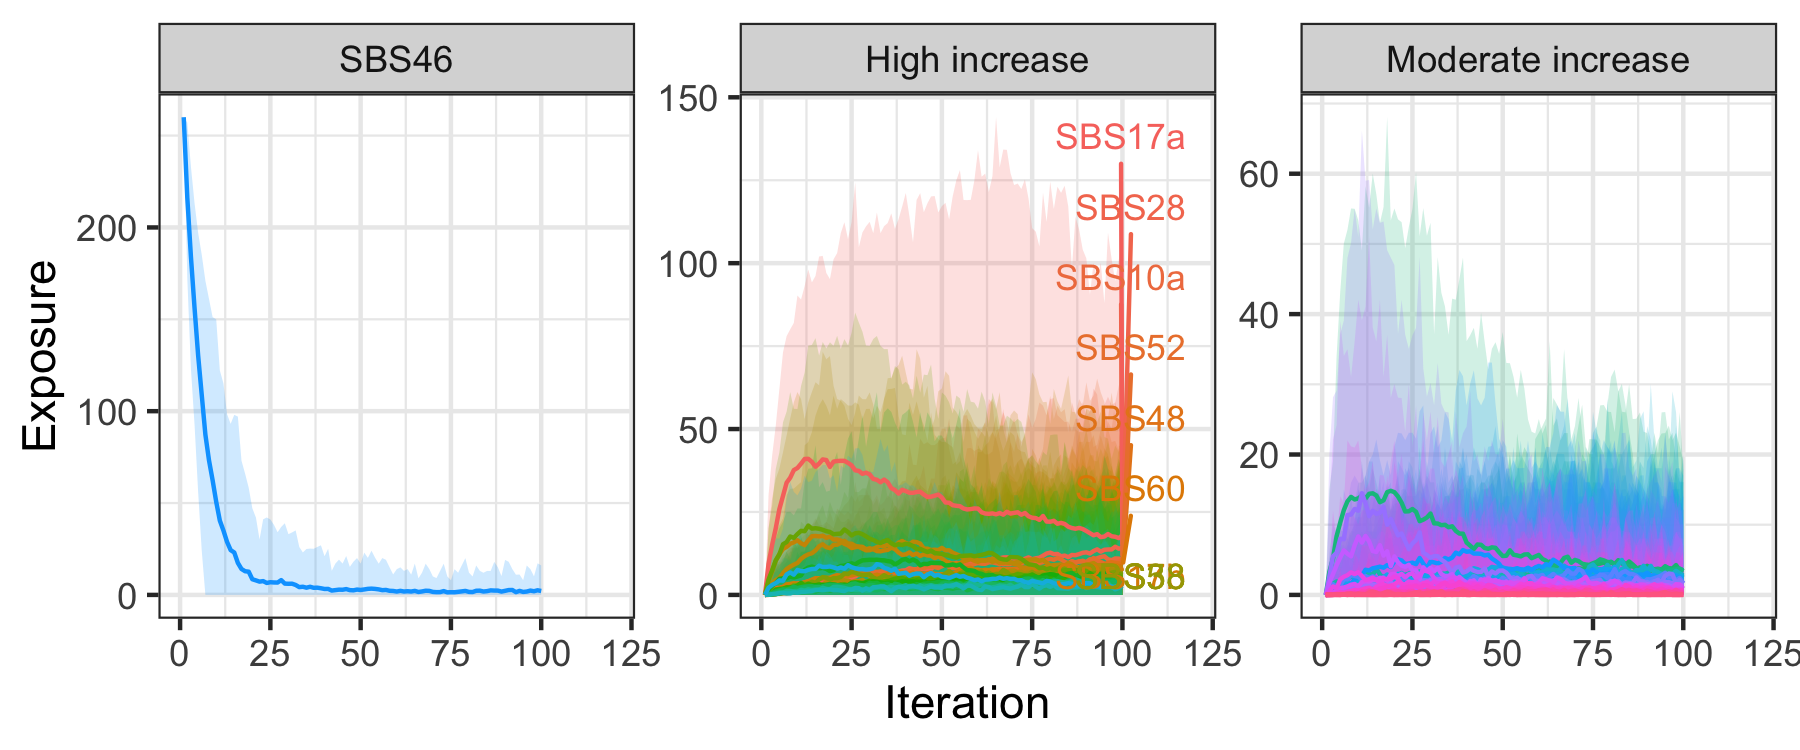 SBS46
High increase
Moderate increase
Exposure
200
100
0
0 25 50 75 100 125
150
100
50
0
SBS17a
SBS28
SBS10a
SBS52
SBS48
SBS60
0 25 50 75 100 125
60
40
20
0
0 25 50 75 100 125
Iteration